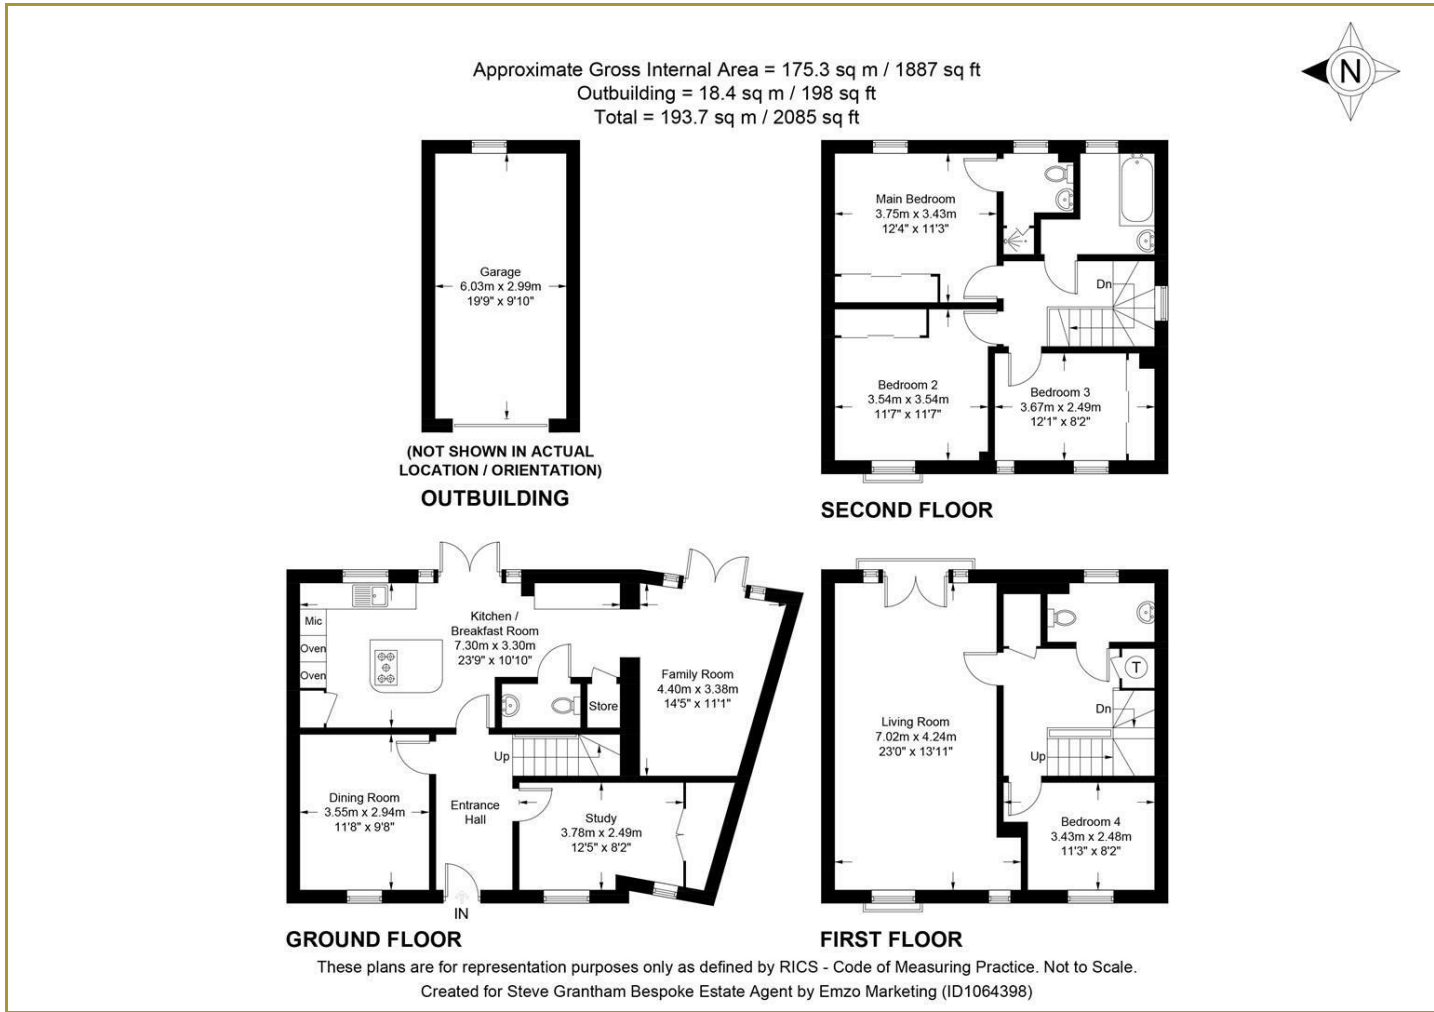 Approximate Gross Internal Area = 175.3 sq m / 1887 sq ft
Outbuilding = 18.4 sq m / 198 sq ft
Total = 193.7 sq m / 2085 sq ft
N
Garage
6.03m x 2.99m
19'9" x 9'10"
(NOT SHOWN IN ACTUAL
LOCATION / ORIENTATION)
OUTBUILDING
Main Bedroom
3.75m x 3.43m
12'4" x 11'3"
Dn
Bedroom 2
3.54m x 3.54m
11'7" x 11'7"
Bedroom 3
3.67m x 2.49m
12'1" x 8'2"
SECOND FLOOR
Mic
Oven
Oven
Kitchen /
Breakfast Room
7.30m x 3.30m
23'9" x 10'10"
Store
Family Room
4.40m x 3.38m
14'5" x 11'1"
Up
Dining Room
3.55m x 2.94m
11'8" x 9'8"
Entrance
Hall
Study
3.78m x 2.49m
12'5" x 8'2"
IN
GROUND FLOOR
Living Room
7.02m x 4.24m
23'0" x 13'11"
T
Dn
Up
Bedroom 4
3.43m x 2.48m
11'3" x 8'2"
FIRST FLOOR
These plans are for representation purposes only as defined by RICS - Code of Measuring Practice. Not to Scale.
Created for Steve Grantham Bespoke Estate Agent by Emzo Marketing (ID1064398)